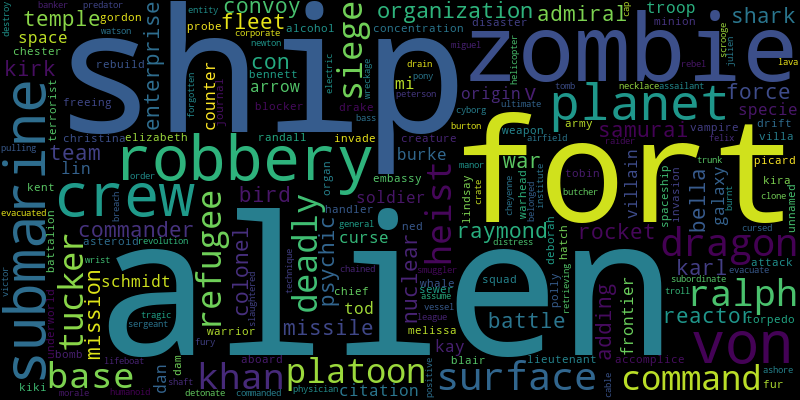 destroy banker predator temple gordon convoy entity organization disaster cap troop shark
watson space fleet probe corporate alcohol concentration admiral minion scrooge
enterprise ship siege zombie
chester newton miguel helicopter rebel julien lava
kirk rebuild forgotten counter journal con bennett electric wreckage mi pony drain necklace assailant
terrorist blocker arrow drake peterson origin v tomb force
freeing bass cyborg ultimate planet specie
submarine christina elizabeth randall invade creature burton weapon army samurai vampire drift
pulling robbery fort fairfield felix raider villa
team order burke war manor trunk picard
lin embassy crate tobin
kent crew bird organ soldier heist lindsay cheyenne warhead belonged institute butcher villain spaceship bella galaxy kira clone unnamed
evacuated breach refugee deadly psychic handler burnt
battalion commander general curse ned raymond deborah hatch rocket invasion cursed
asteroid revolution colonel chained nuclear distress dragon
victor tucker wrist technique whale smuggler polly retrieving karl evacuate attack
schmidt alien chief sewer squad subordinate
mission slaughtered tod assume vessel adding frontier troll ralph
underworld tragic sergeant warrior missile league battle reactor torpedo
fury melissa kay von
bomb lifeboat dan dam aboard platoon blair lieutenant accomplice
base shaft khan physician citation positive surface cable command ashore
kiki morale humanoid detonate commanded fur